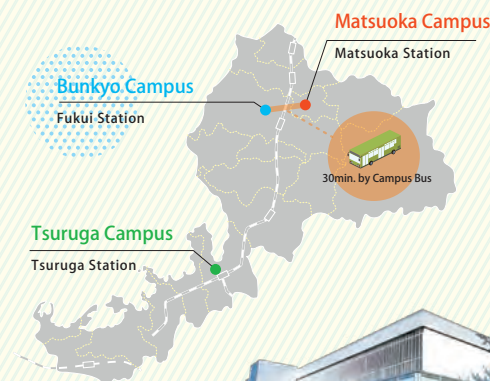 Matsuoka Campus
Matsuoka Station
Bunkyo Campus
Fukui Station
30min. by Campus Bus
Tsuruga Campus
Tsuruga Station